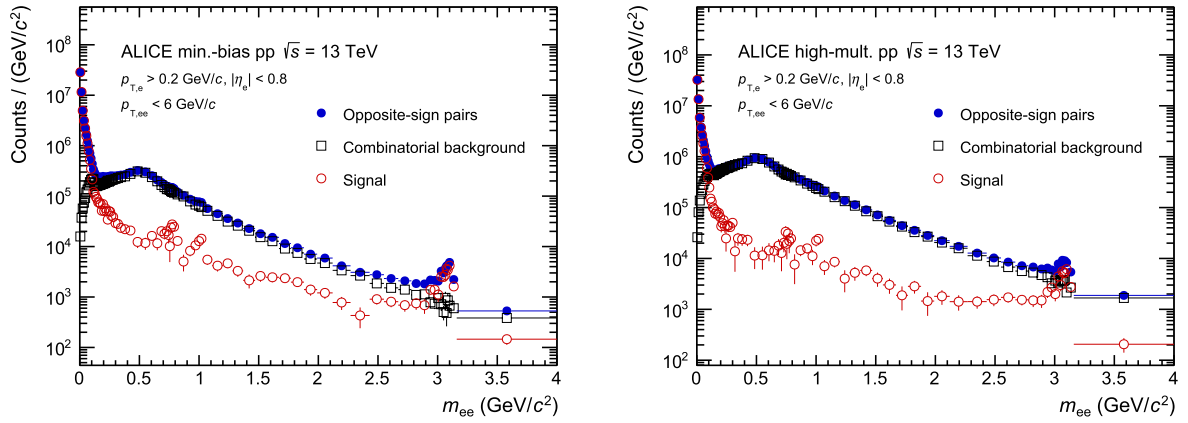 ALICE min.-bias pp √s = 13 TeV
p_T,e > 0.2 GeV/c, |η_e| < 0.8
p_T,ee < 6 GeV/c
Opposite-sign pairs
Combinatorial background
Signal
Counts / (GeV/c²)
10⁸
10⁷
10⁶
10⁵
10⁴
10³
10²
0 0.5 1 1.5 2 2.5 3 3.5 4
m_ee (GeV/c²)
ALICE high-mult. pp √s = 13 TeV
p_T,e > 0.2 GeV/c, |η_e| < 0.8
p_T,ee < 6 GeV/c
Opposite-sign pairs
Combinatorial background
Signal
Counts / (GeV/c²)
10⁸
10⁷
10⁶
10⁵
10⁴
10³
10²
0 0.5 1 1.5 2 2.5 3 3.5 4
m_ee (GeV/c²)